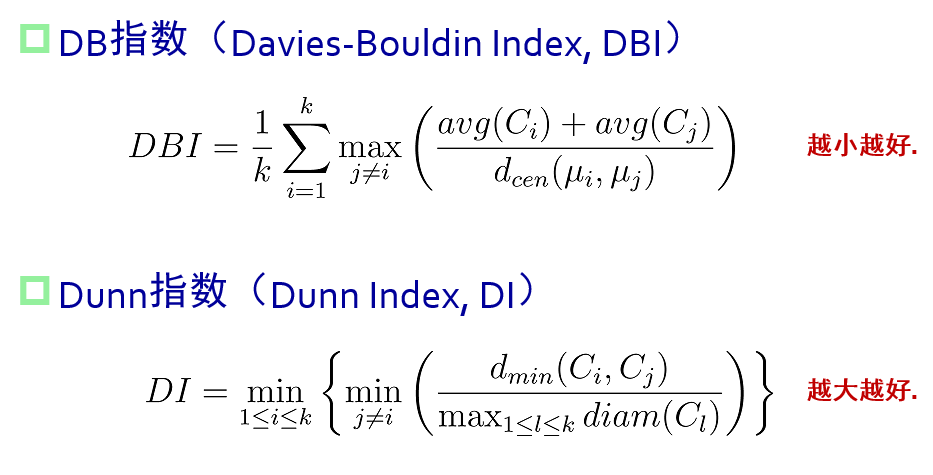 DB指数（Davies-Bouldin Index, DBI）
$DBI = \frac{1}{k} \sum_{i=1}^{k} \max_{j \neq i} \left( \frac{avg(C_i) + avg(C_j)}{d_{cen}(\mu_i, \mu_j)} \right)$ 越小越好.
Dunn指数（Dunn Index, DI）
$DI = \min_{1 \leq i \leq k} \left\{ \min_{j \neq i} \left( \frac{d_{min}(C_i, C_j)}{\max_{1 \leq l \leq k} diam(C_l)} \right) \right\}$ 越大越好.